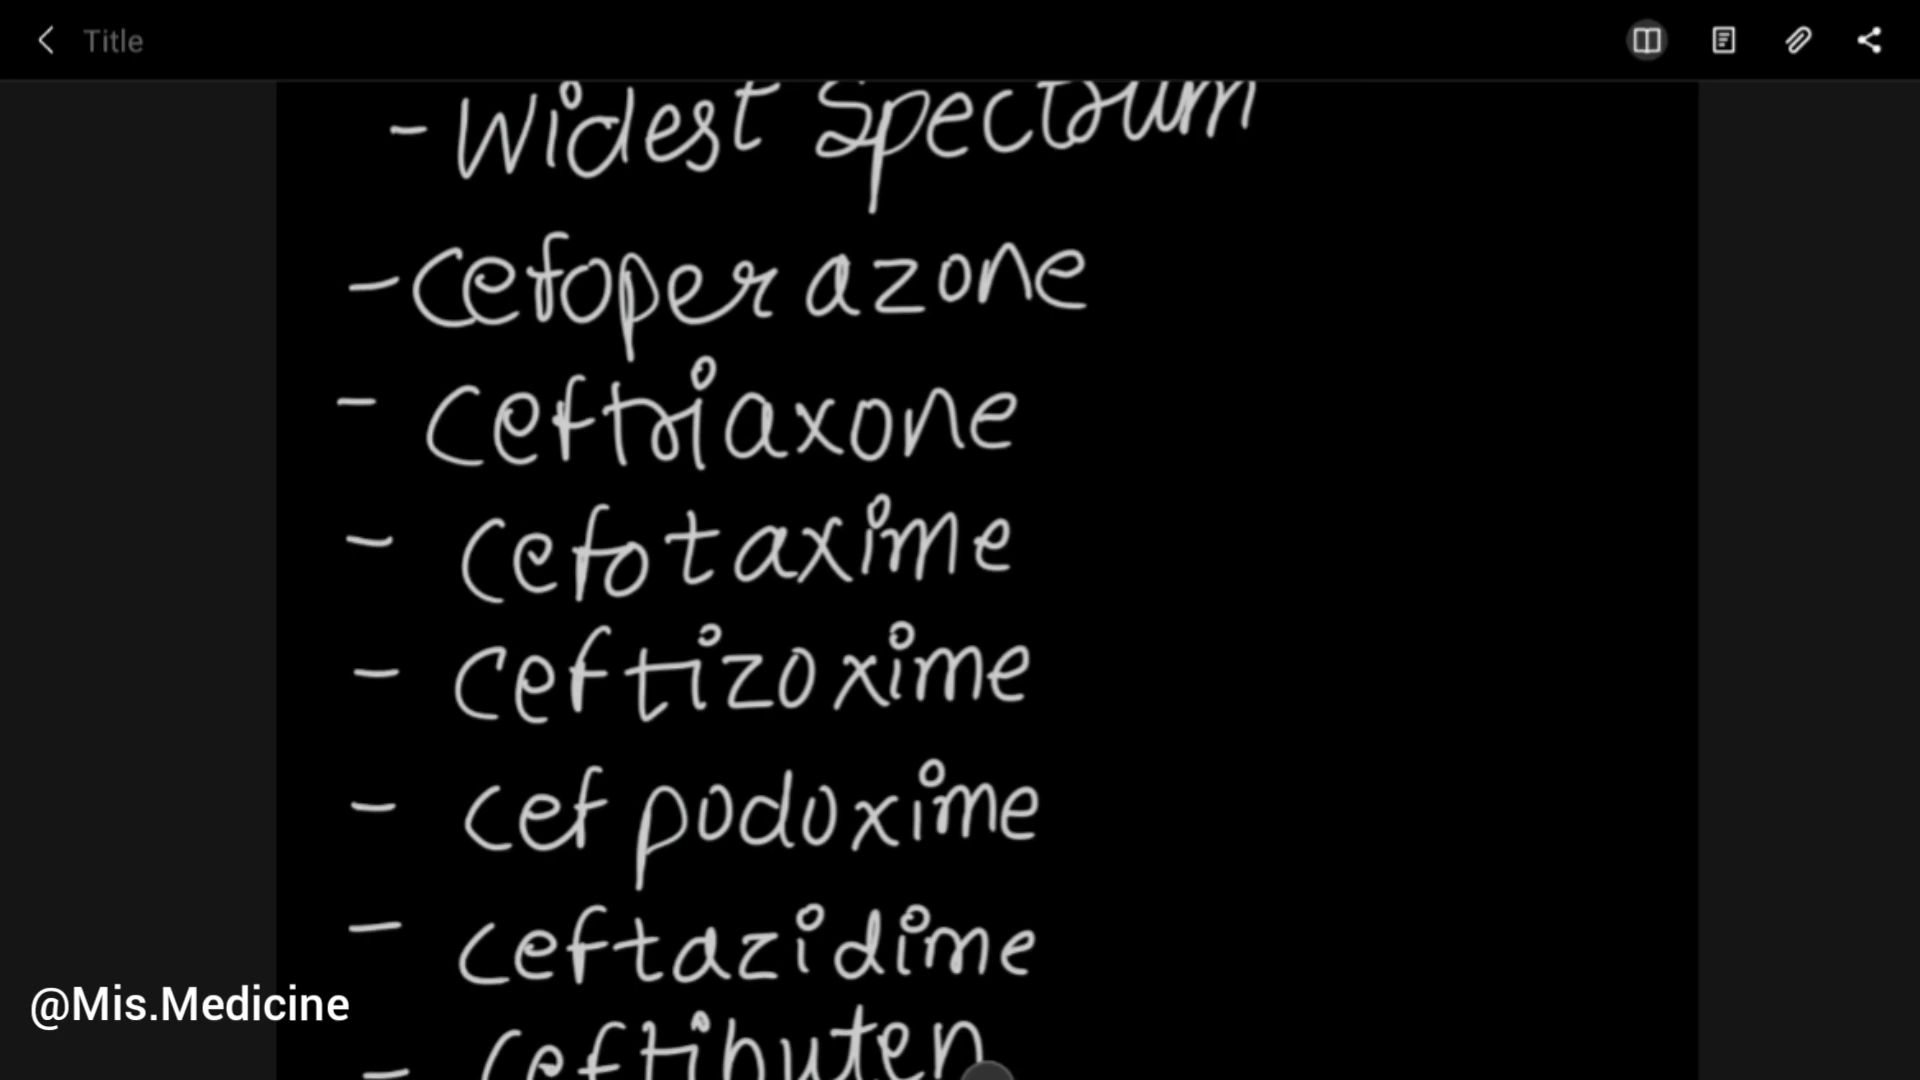 Title
- Widest Spectrum
- Cefoperazone
- Ceftriaxone
- Cefotaxime
- Ceftizoxime
- Cefpodoxime
- Ceftazidime
@Mis.Medicine
- Ceftibuten